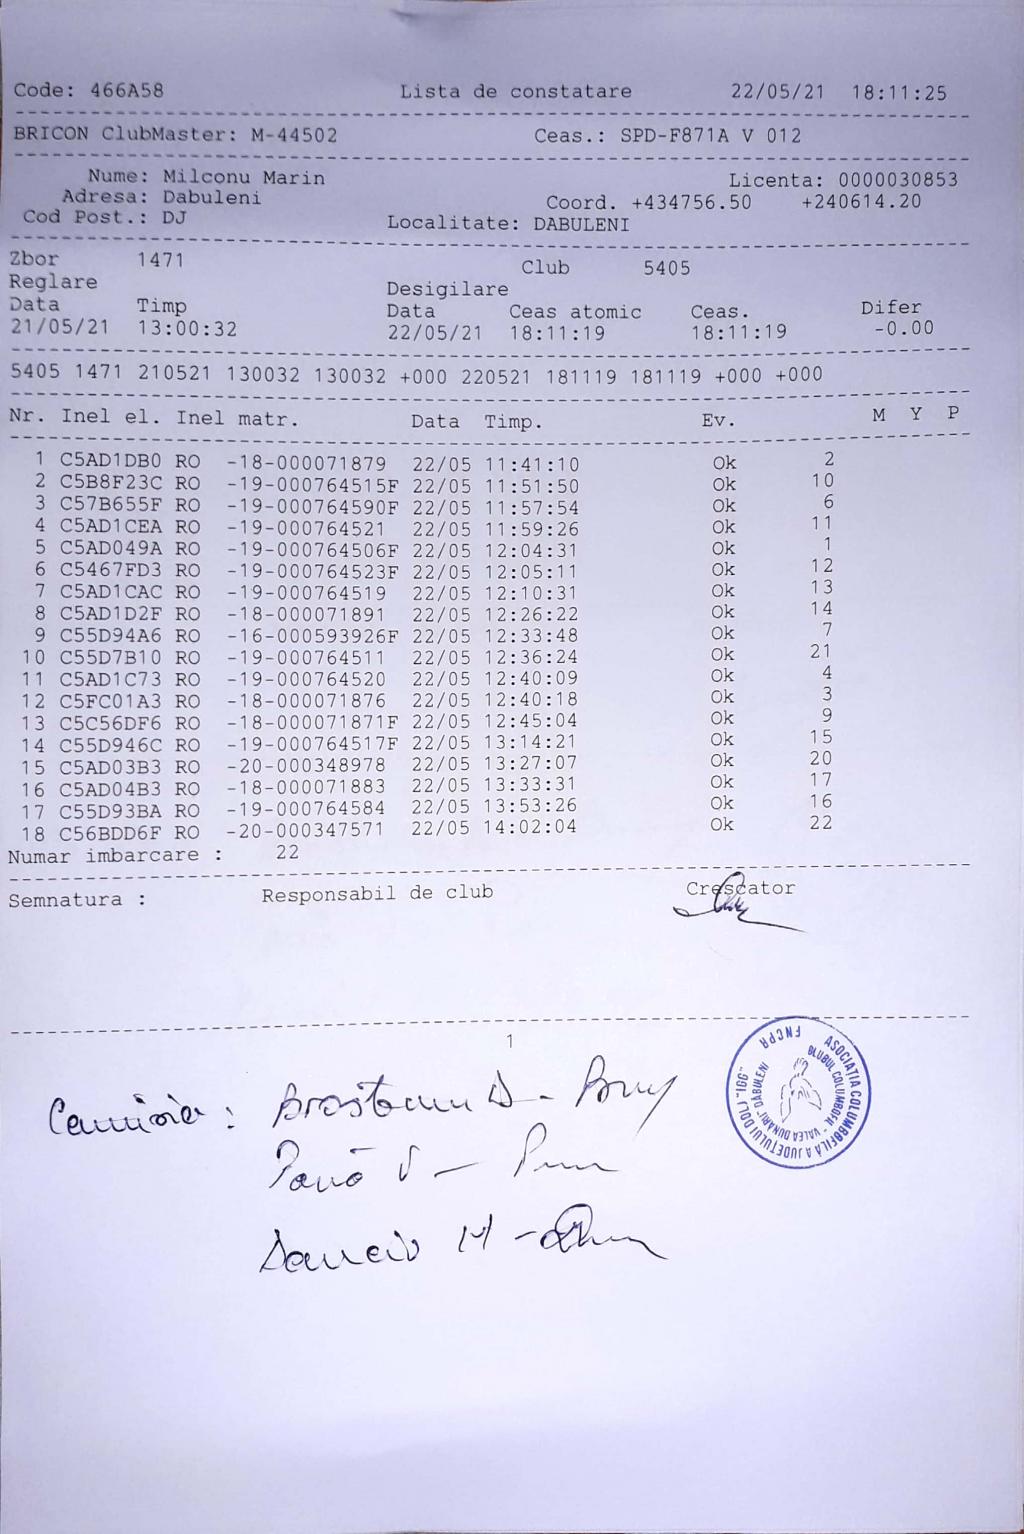 Code: 466A58 Lista de constatare 22/05/21 18:11:25
BRICON ClubMaster: M-44502 Ceas.: SPD-F871A V 012
Nume: Milconu Marin Licenta: 0000030853
Adresa: Dabuleni Coord. +434756.50 +240614.20
Cod Post.: DJ Localitate: DABULENI
Zbor 1471 Club 5405
Reglare Desigilare
Data Timp Data Ceas atomic Ceas. Difer
21/05/21 13:00:32 22/05/21 18:11:19 18:11:19 -0.00
5405 1471 210521 130032 130032 +000 220521 181119 181119 +000 +000
Nr. Inel el. Inel matr. Data Timp. Ev. M Y P
1 C5AD1DB0 RO -18-000071879 22/05 11:41:10 Ok 2
2 C5B8F23C RO -19-000764515F 22/05 11:51:50 Ok 10
3 C57B655F RO -19-000764590F 22/05 11:57:54 Ok 6
4 C5AD1CEA RO -19-000764521 22/05 11:59:26 Ok 11
5 C5AD049A RO -19-000764506F 22/05 12:04:31 Ok 1
6 C5467FD3 RO -19-000764523F 22/05 12:05:11 Ok 12
7 C5AD1CAC RO -19-000764519 22/05 12:10:31 Ok 13
8 C5AD1D2F RO -18-000071891 22/05 12:26:22 Ok 14
9 C55D94A6 RO -16-000593926F 22/05 12:33:48 Ok 7
10 C55D7B10 RO -19-000764511 22/05 12:36:24 Ok 21
11 C5AD1C73 RO -19-000764520 22/05 12:40:09 Ok 4
12 C5FC01A3 RO -18-000071876 22/05 12:40:18 Ok 3
13 C5C56DF6 RO -18-000071871F 22/05 12:45:04 Ok 9
14 C55D946C RO -19-000764517F 22/05 13:14:21 Ok 15
15 C5AD03B3 RO -20-000348978 22/05 13:27:07 Ok 20
16 C5AD04B3 RO -18-000071883 22/05 13:33:31 Ok 17
17 C55D93BA RO -19-000764584 22/05 13:53:26 Ok 16
18 C56BDD6F RO -20-000347571 22/05 14:02:04 Ok 22
Numar imbarcare : 22
Semnatura : Responsabil de club Crescator
1
Comisia :
Pană V -
M -
ASOCIAȚIA COLUMBOFILĂ A JUDEȚULUI DOLJ "IGG" FNCPR
CLUBUL COLUMBOFIL "VALEA DUNĂRII" DĂBULENI